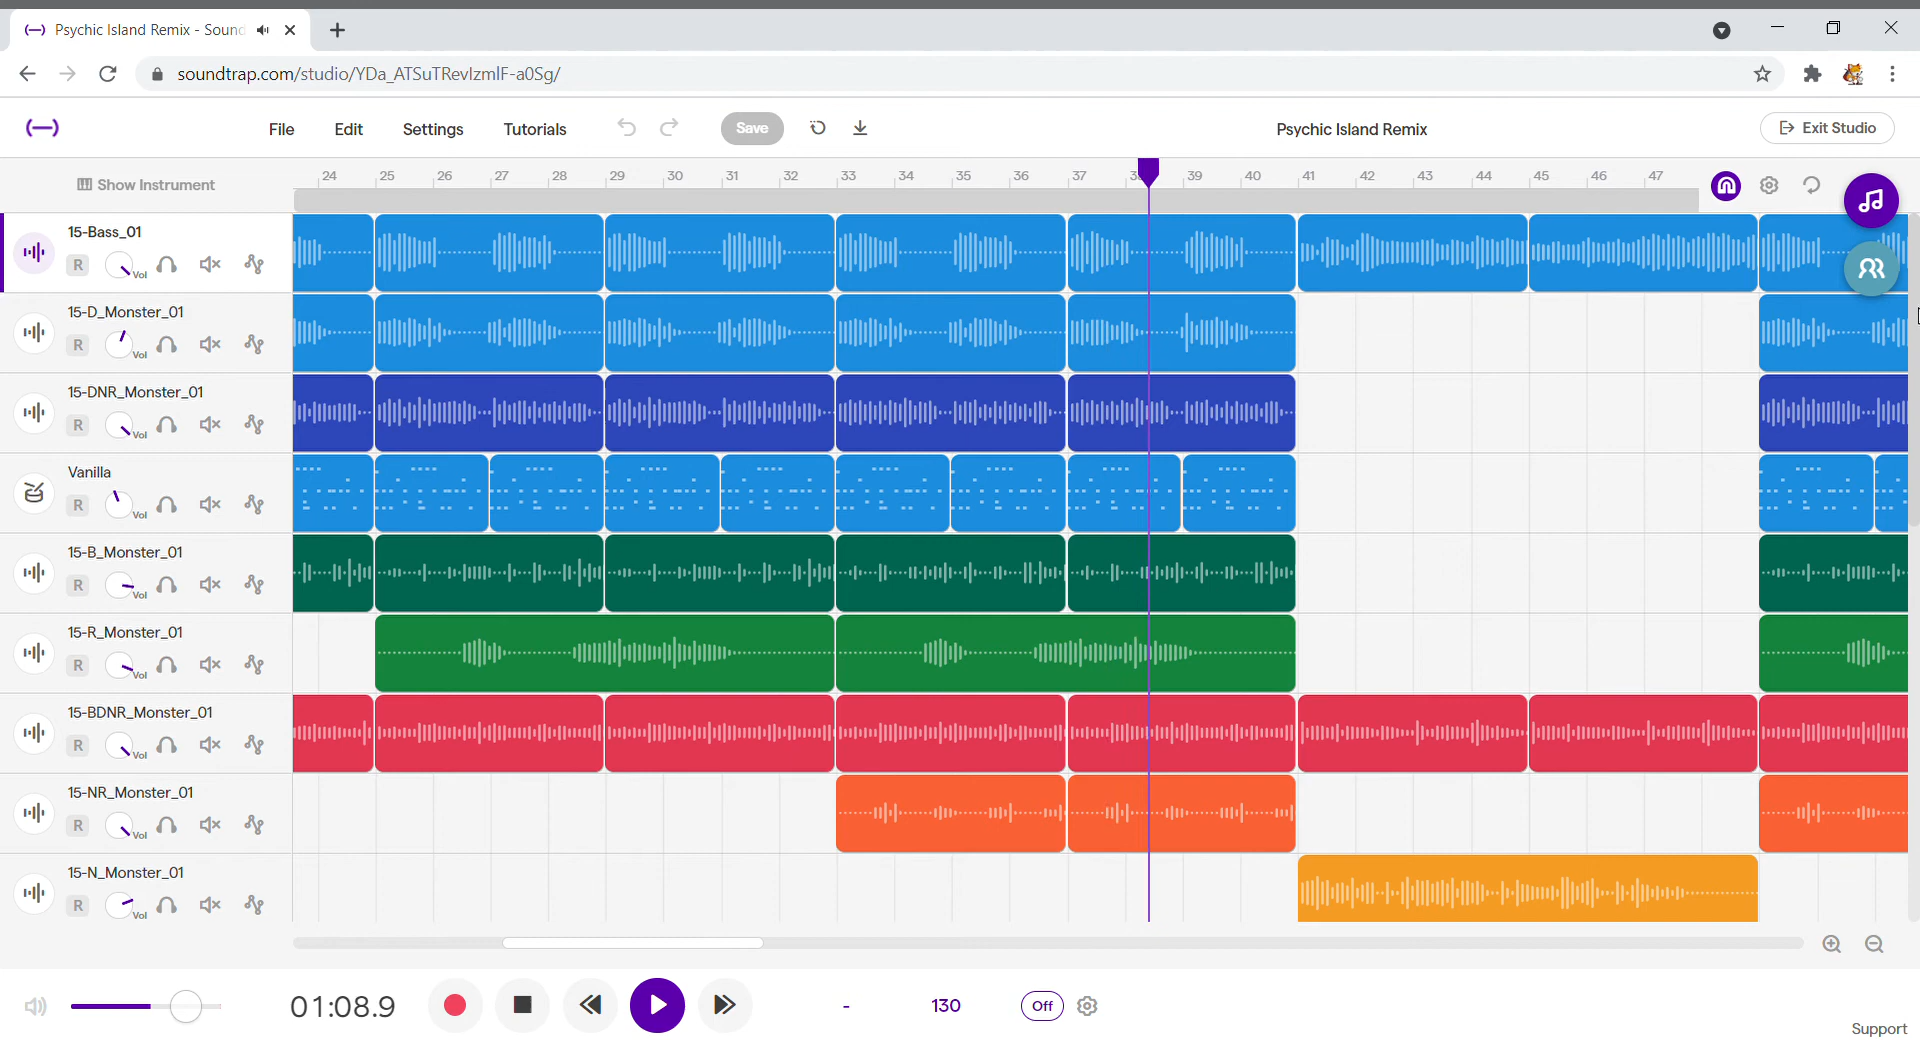 Psychic Island Remix - Sound
soundtrap.com/studio/YDa_ATSuTRevIzmIF-a0Sg/
File Edit Settings Tutorials Save Psychic Island Remix Exit Studio
Show Instrument 24 25 26 27 28 29 30 31 32 33 34 35 36 37 38 39 40 41 42 43 44 45 46 47
15-Bass_01
R Vol
15-D_Monster_01
R Vol
15-DNR_Monster_01
R Vol
Vanilla
R Vol
15-B_Monster_01
R Vol
15-R_Monster_01
R Vol
15-BDNR_Monster_01
R Vol
15-NR_Monster_01
R Vol
15-N_Monster_01
R Vol
01:08.9 - 130 Off
Support